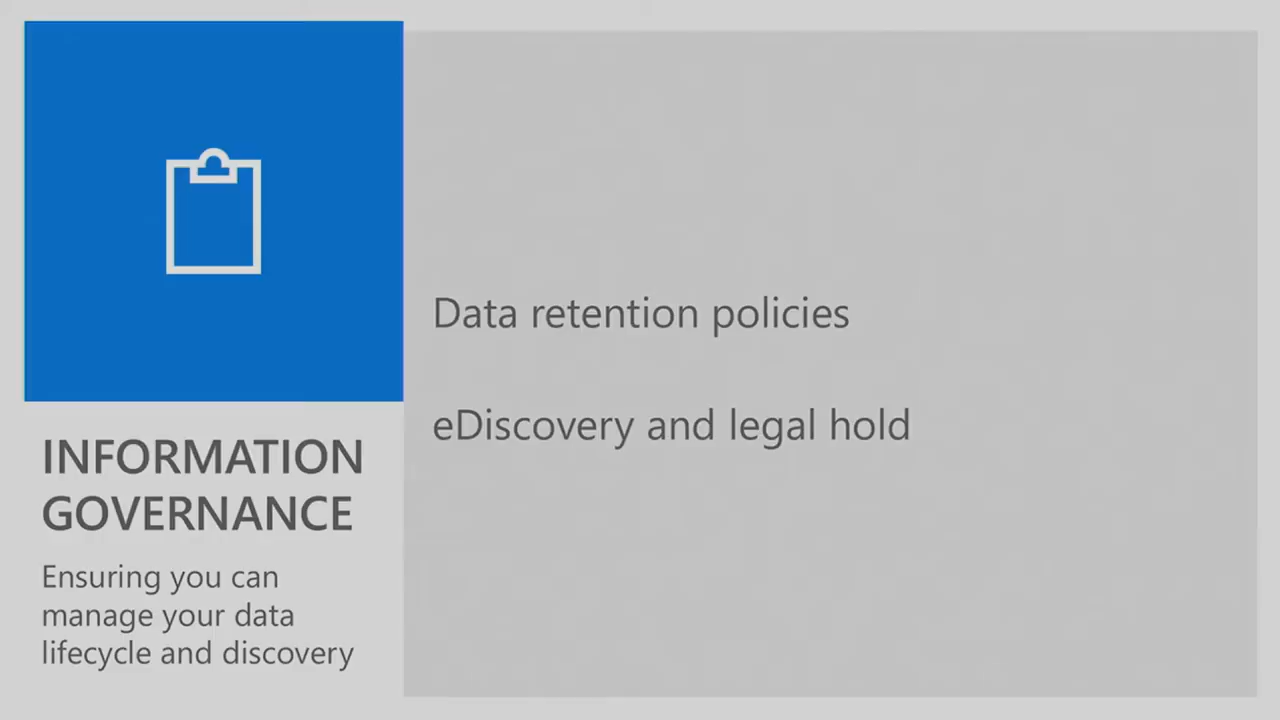 INFORMATION
GOVERNANCE
Ensuring you can
manage your data
lifecycle and discovery
Data retention policies
eDiscovery and legal hold